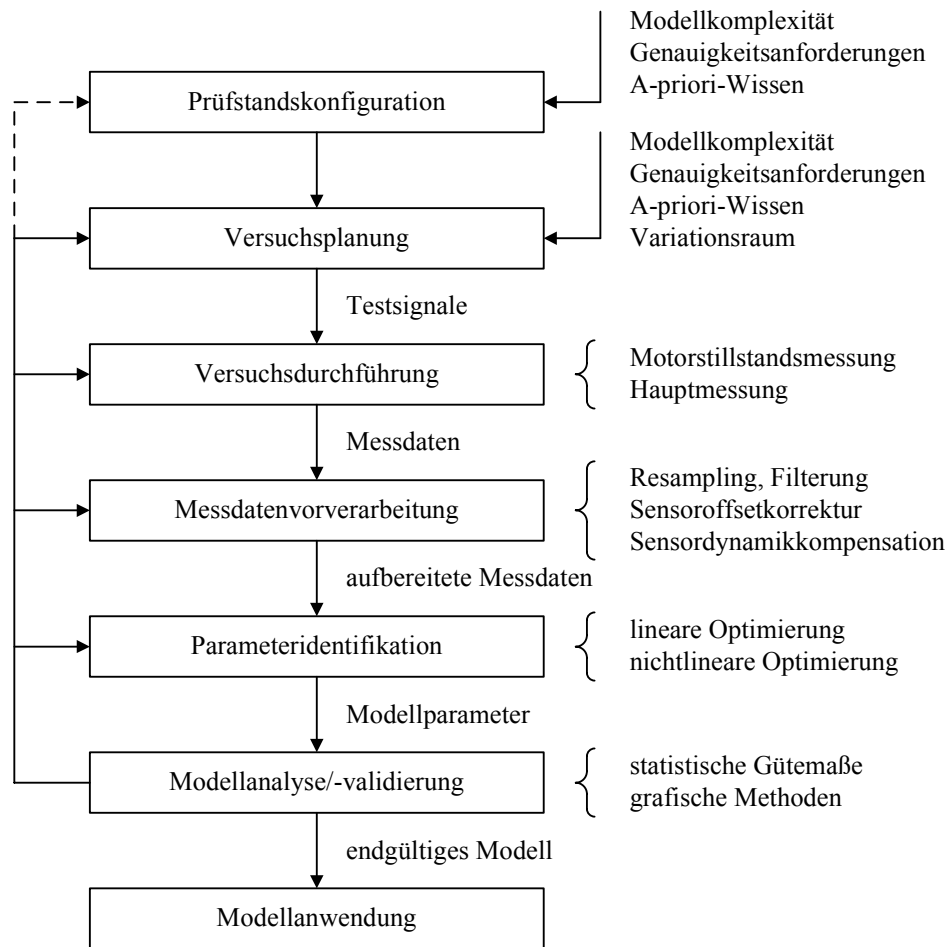 Modellkomplexität
Genauigkeitsanforderungen
A-priori-Wissen
Prüfstandskonfiguration
Modellkomplexität
Genauigkeitsanforderungen
A-priori-Wissen
Variationsraum
Versuchsplanung
Testsignale
Versuchsdurchführung
Motorstillstandsmessung
Hauptmessung
Messdaten
Messdatenvorverarbeitung
Resampling, Filterung
Sensoroffsetkorrektur
Sensordynamikkompensation
aufbereitete Messdaten
Parameteridentifikation
lineare Optimierung
nichtlineare Optimierung
Modellparameter
Modellanalyse/-validierung
statistische Gütemaße
grafische Methoden
endgültiges Modell
Modellanwendung